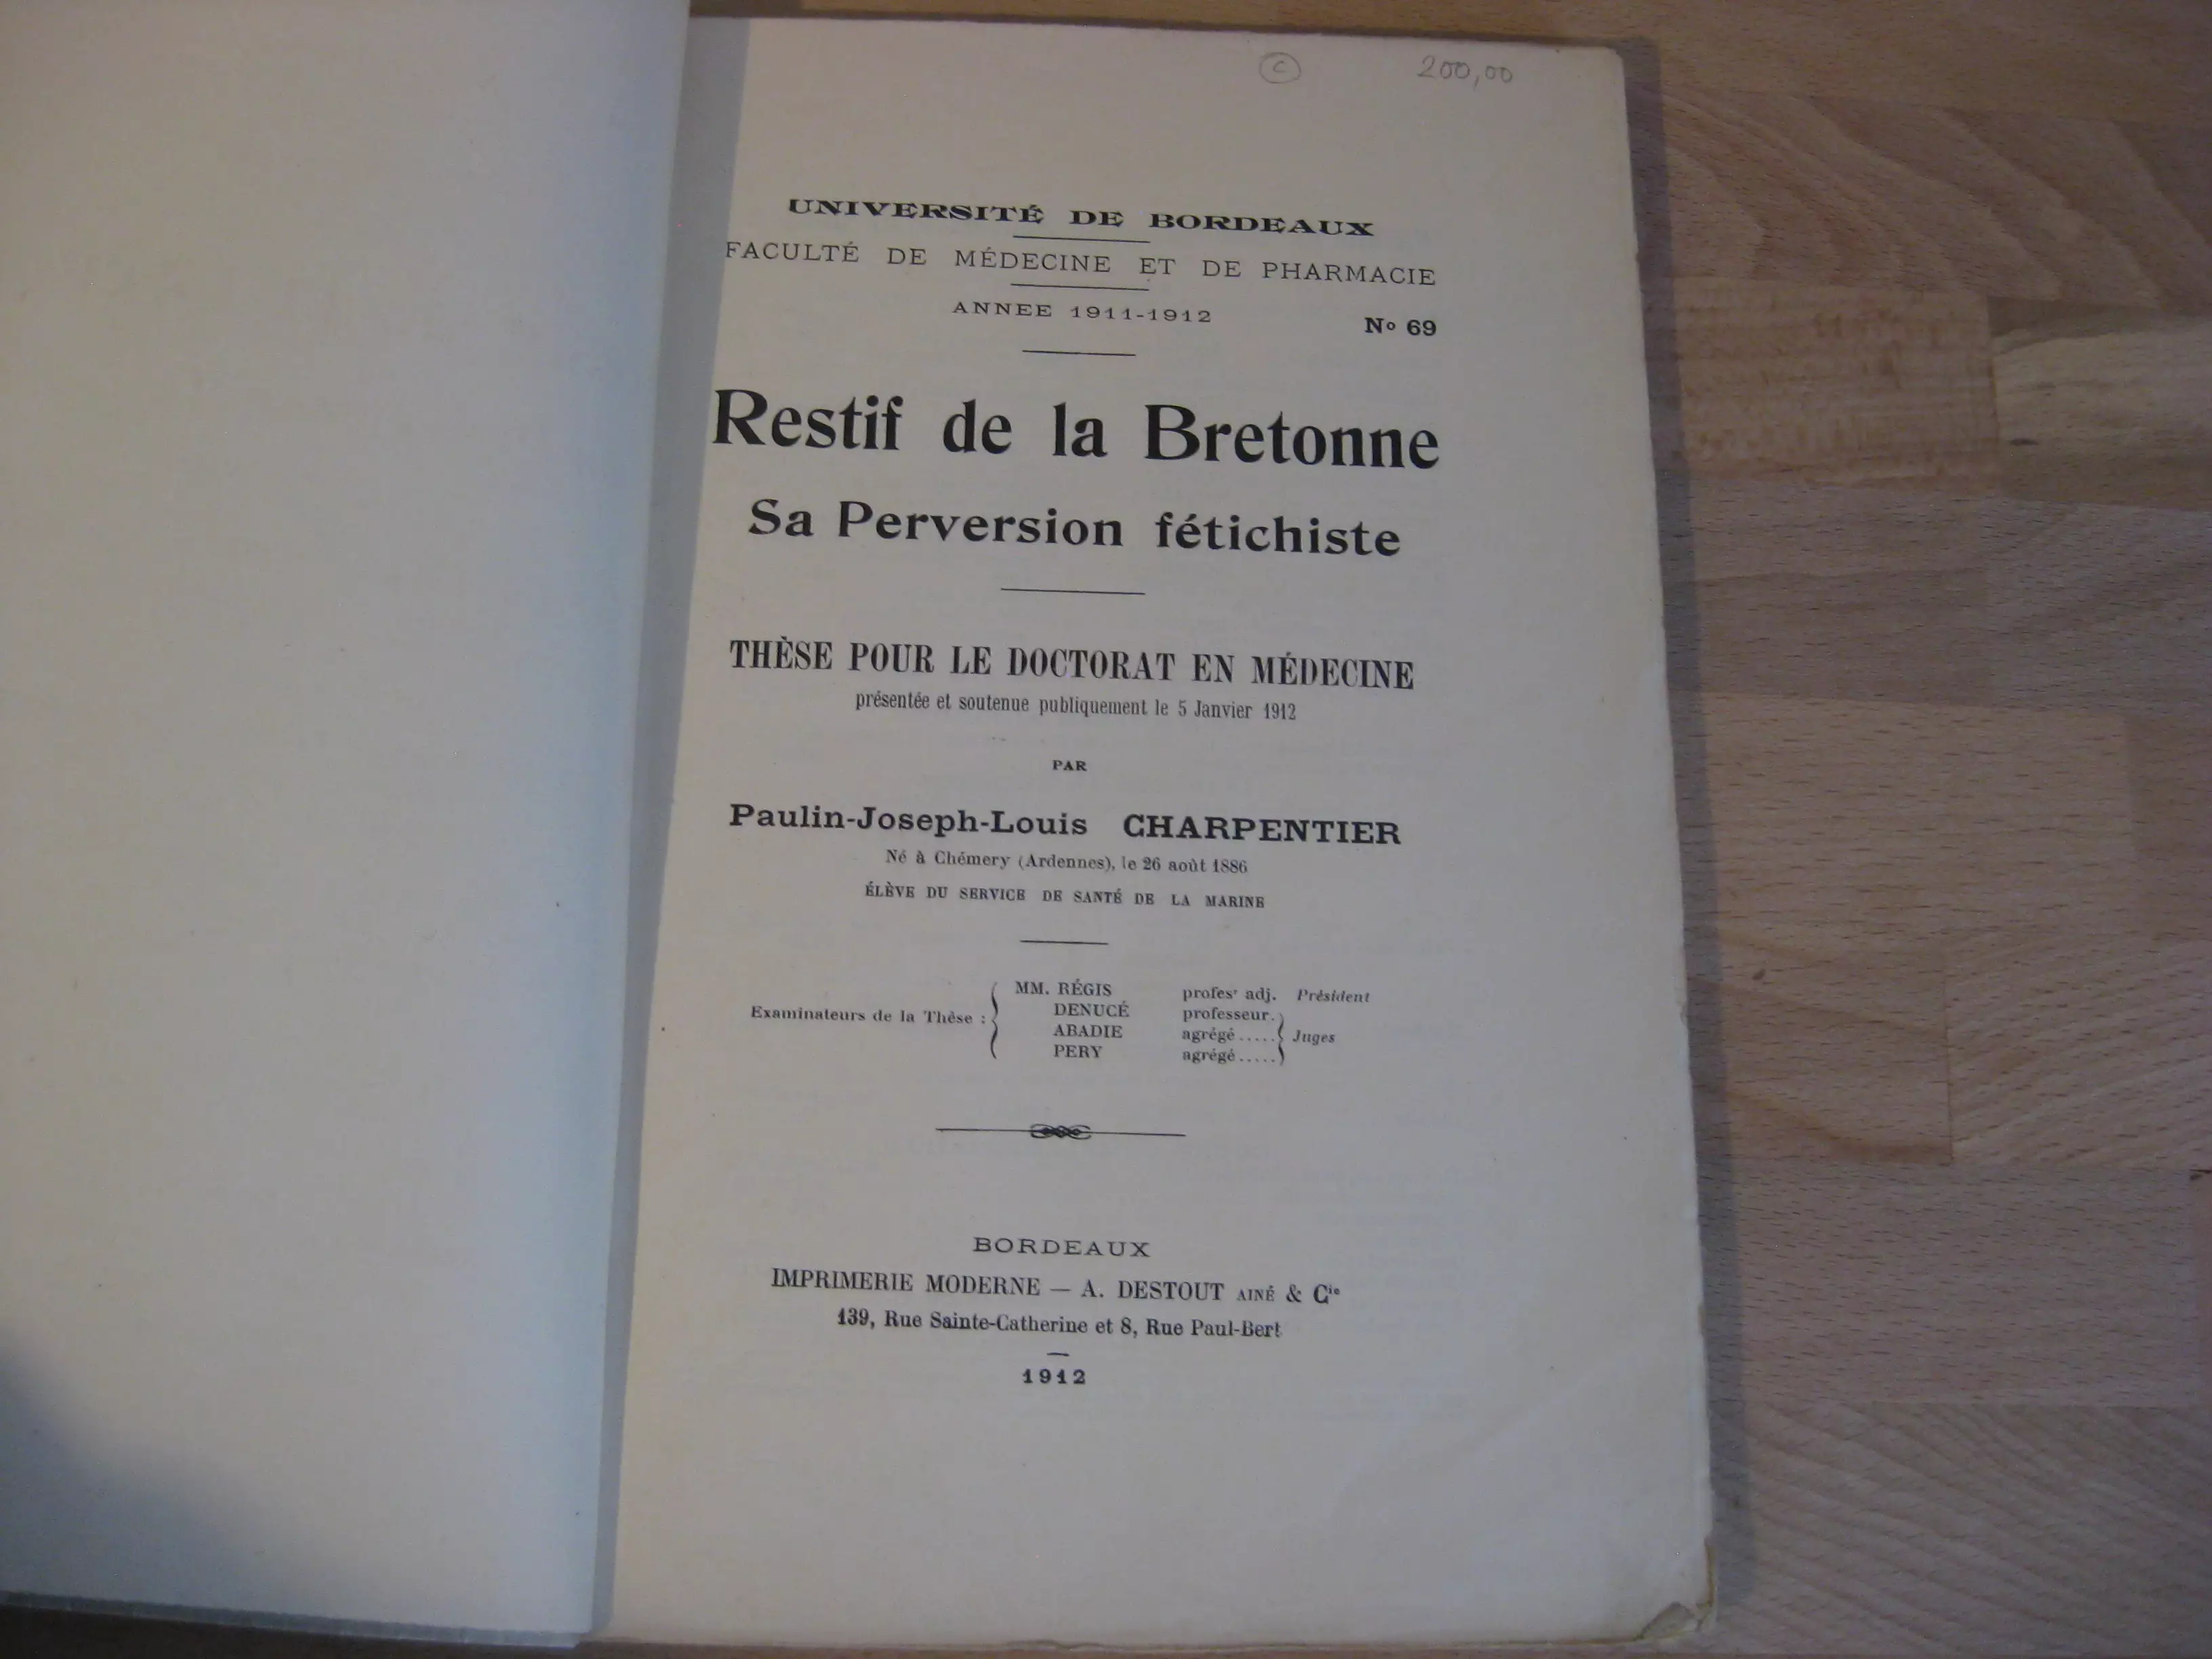 C 200,00
UNIVERSITÉ DE BORDEAUX
FACULTÉ DE MÉDECINE ET DE PHARMACIE
ANNEE 1911-1912 No 69
Restif de la Bretonne
Sa Perversion fétichiste
THÈSE POUR LE DOCTORAT EN MÉDECINE
présentée et soutenue publiquement le 5 Janvier 1912
PAR
Paulin-Joseph-Louis CHARPENTIER
Né à Chémery (Ardennes), le 26 août 1886
ÉLÈVE DU SERVICE DE SANTÉ DE LA MARINE
MM. RÉGIS profesr adj. Président
Examinateurs de la Thèse : DENUCÉ professeur.
ABADIE agrégé ..... Juges
PERY agrégé .....
BORDEAUX
IMPRIMERIE MODERNE — A. DESTOUT AINÉ & Cie
139, Rue Sainte-Catherine et 8, Rue Paul-Bert
1912